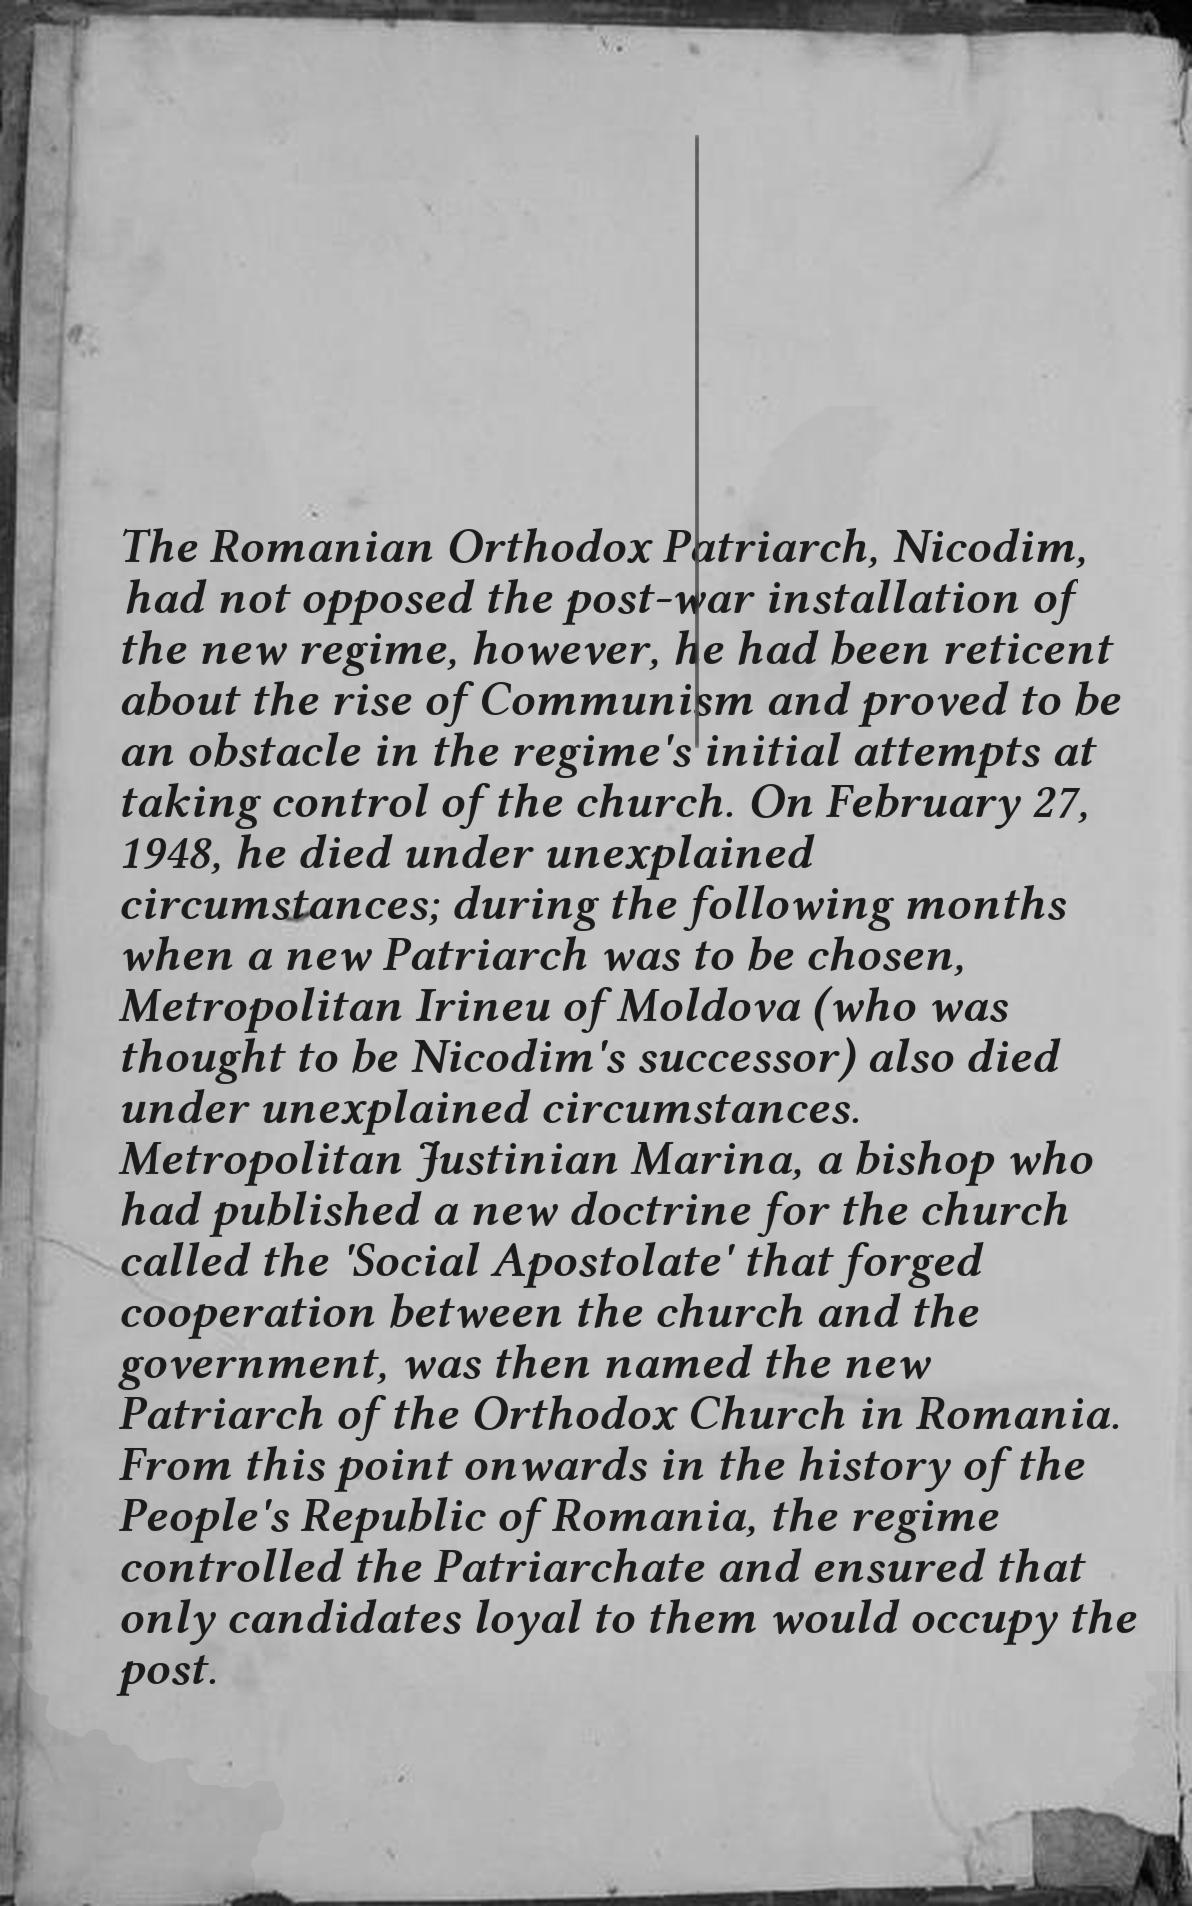 The Romanian Orthodox Patriarch, Nicodim,
had not opposed the post-war installation of
the new regime, however, he had been reticent
about the rise of Communism and proved to be
an obstacle in the regime's initial attempts at
taking control of the church. On February 27,
1948, he died under unexplained
circumstances; during the following months
when a new Patriarch was to be chosen,
Metropolitan Irineu of Moldova (who was
thought to be Nicodim's successor) also died
under unexplained circumstances.
Metropolitan Justinian Marina, a bishop who
had published a new doctrine for the church
called the 'Social Apostolate' that forged
cooperation between the church and the
government, was then named the new
Patriarch of the Orthodox Church in Romania.
From this point onwards in the history of the
People's Republic of Romania, the regime
controlled the Patriarchate and ensured that
only candidates loyal to them would occupy the
post.